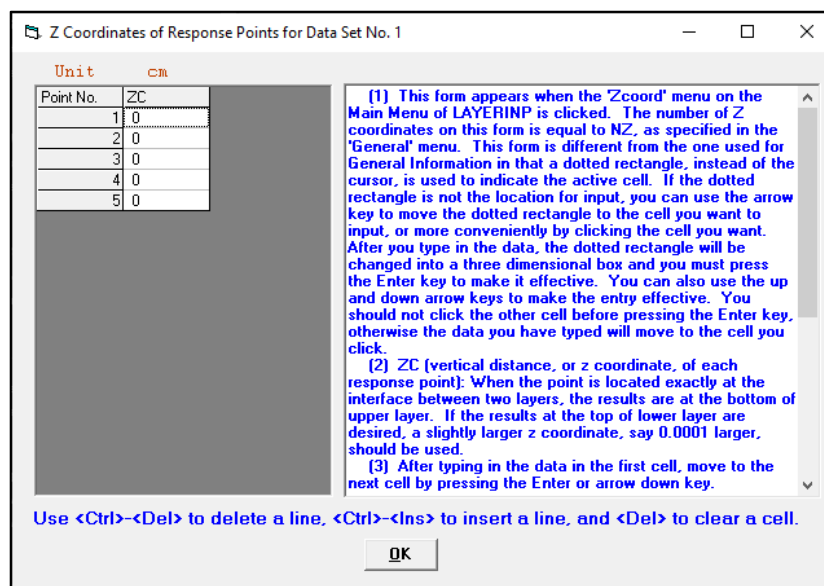 Z Coordinates of Response Points for Data Set No. 1
Unit cm
Point No. ZC
1 0
2 0
3 0
4 0
5 0
(1) This form appears when the 'Zcoord' menu on the
Main Menu of LAYERINP is clicked. The number of Z
coordinates on this form is equal to NZ, as specified in the
'General' menu. This form is different from the one used for
General Information in that a dotted rectangle, instead of the
cursor, is used to indicate the active cell. If the dotted
rectangle is not the location for input, you can use the arrow
key to move the dotted rectangle to the cell you want to
input, or more conveniently by clicking the cell you want.
After you type in the data, the dotted rectangle will be
changed into a three dimensional box and you must press
the Enter key to make it effective. You can also use the up
and down arrow keys to make the entry effective. You
should not click the other cell before pressing the Enter key,
otherwise the data you have typed will move to the cell you
click.
(2) ZC (vertical distance, or z coordinate, of each
response point): When the point is located exactly at the
interface between two layers, the results are at the bottom of
upper layer. If the results at the top of lower layer are
desired, a slightly larger z coordinate, say 0.0001 larger,
should be used.
(3) After typing in the data in the first cell, move to the
next cell by pressing the Enter or arrow down key.
Use <Ctrl>-<Del> to delete a line, <Ctrl>-<Ins> to insert a line, and <Del> to clear a cell.
OK